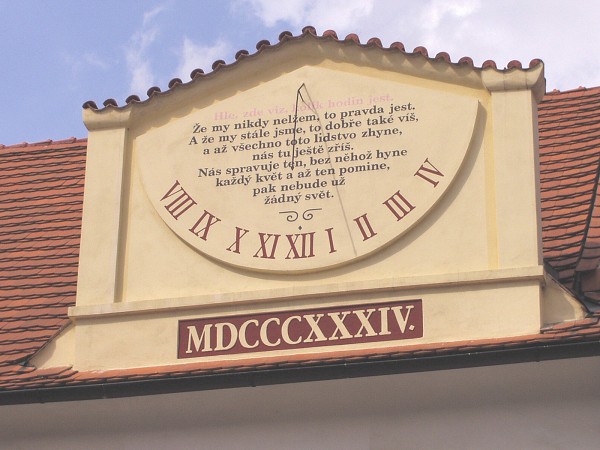 Hle, zde viz, kolik hodin jest.
Že my nikdy nelžem, to pravda jest.
A že my stále jsme, to dobře také víš,
a až všechno toto lidstvo zhyne,
nás tu ještě zříš.
Nás spravuje ten, bez něhož hyne
každý květ a až ten pomine,
pak nebude už
žádný svět.
VIII IX X XI XII I II III IV
MDCCCXXXIV.